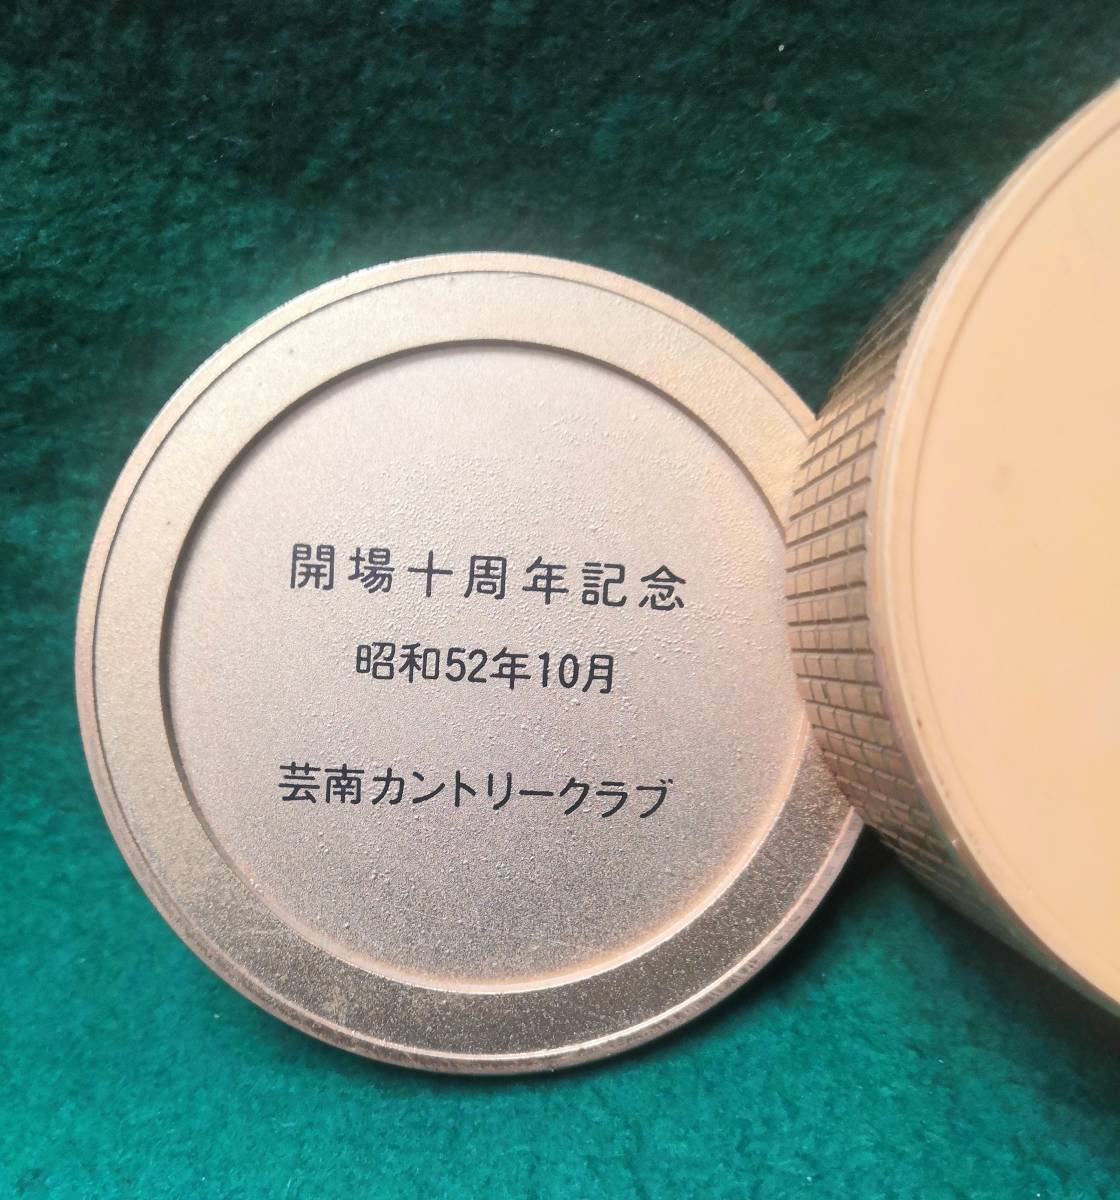 開場十周年記念
昭和52年10月
芸南カントリークラブ